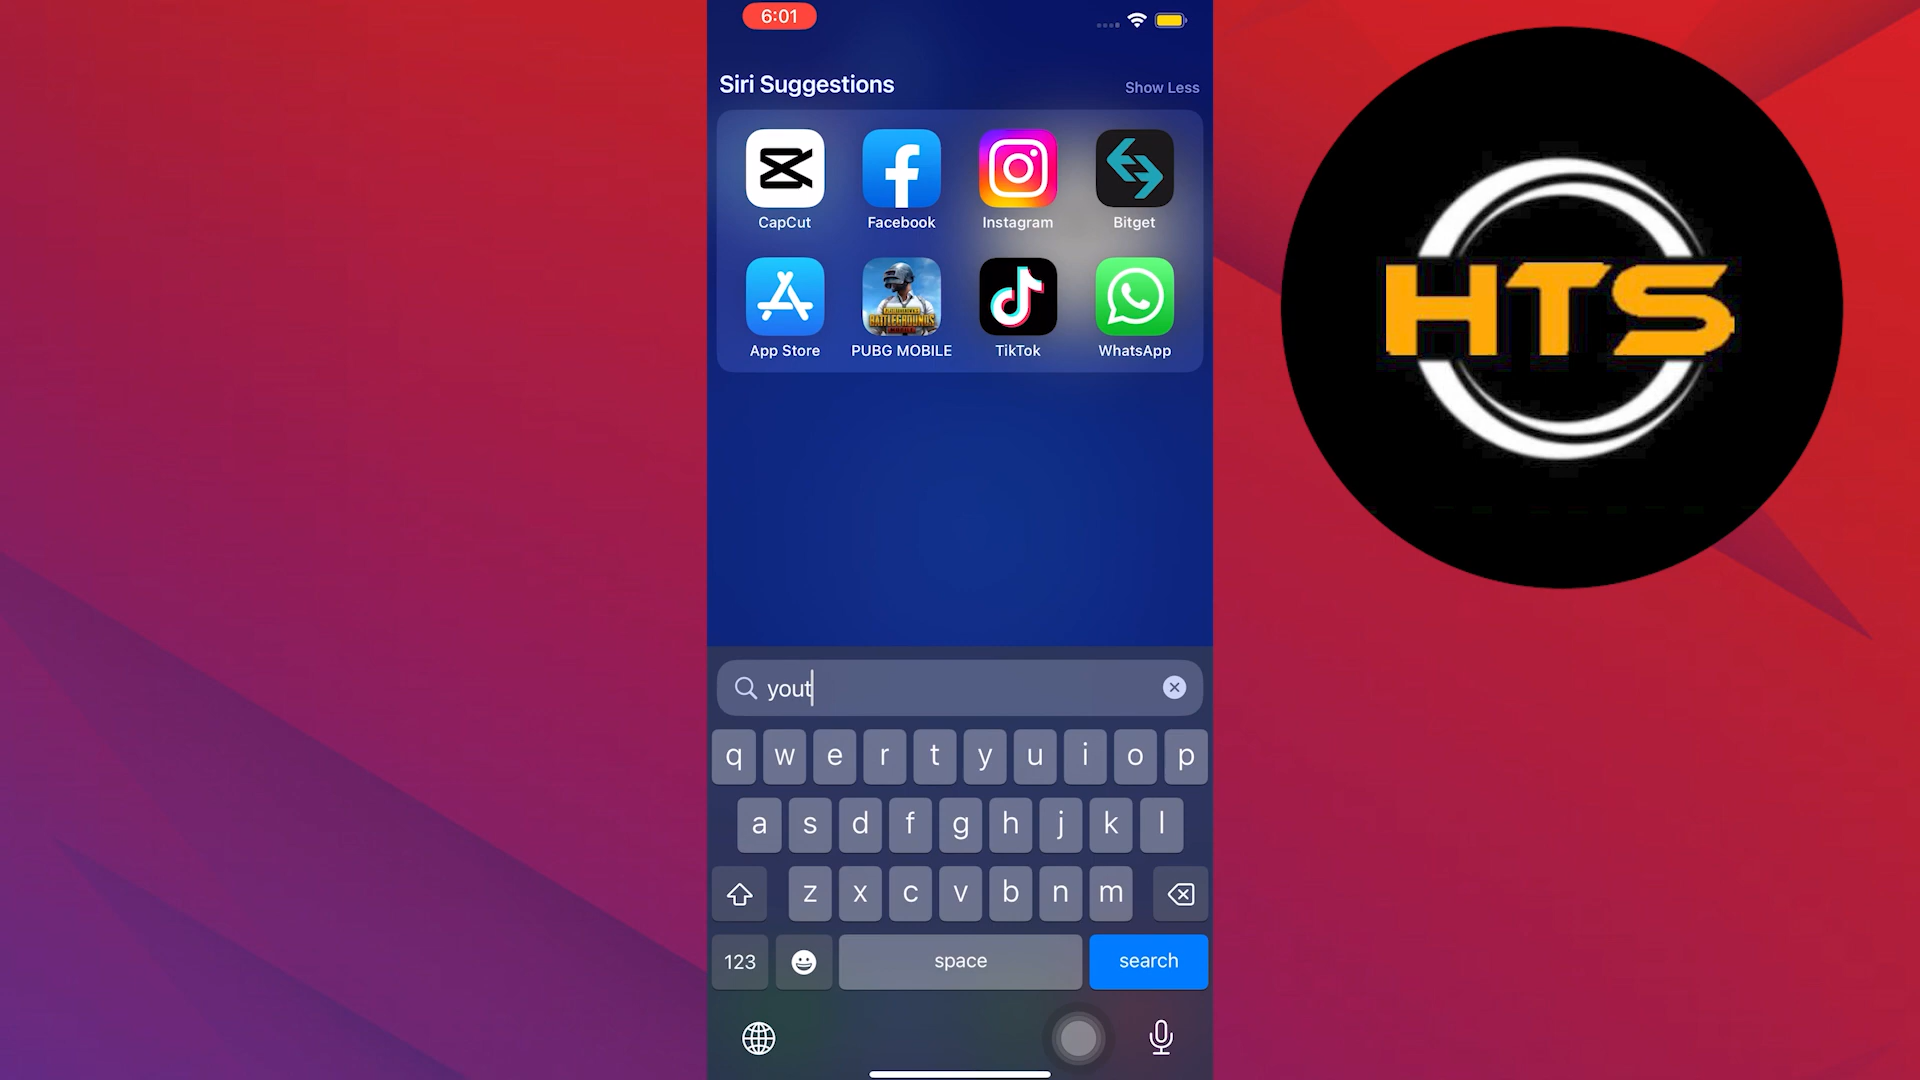 6:01
Siri Suggestions
Show Less
CapCut
Facebook
Instagram
Bitget
App Store
PUBG MOBILE
TikTok
WhatsApp
HTS
yout
q w e r t y u i o p
a s d f g h j k l
z x c v b n m
123
space
search